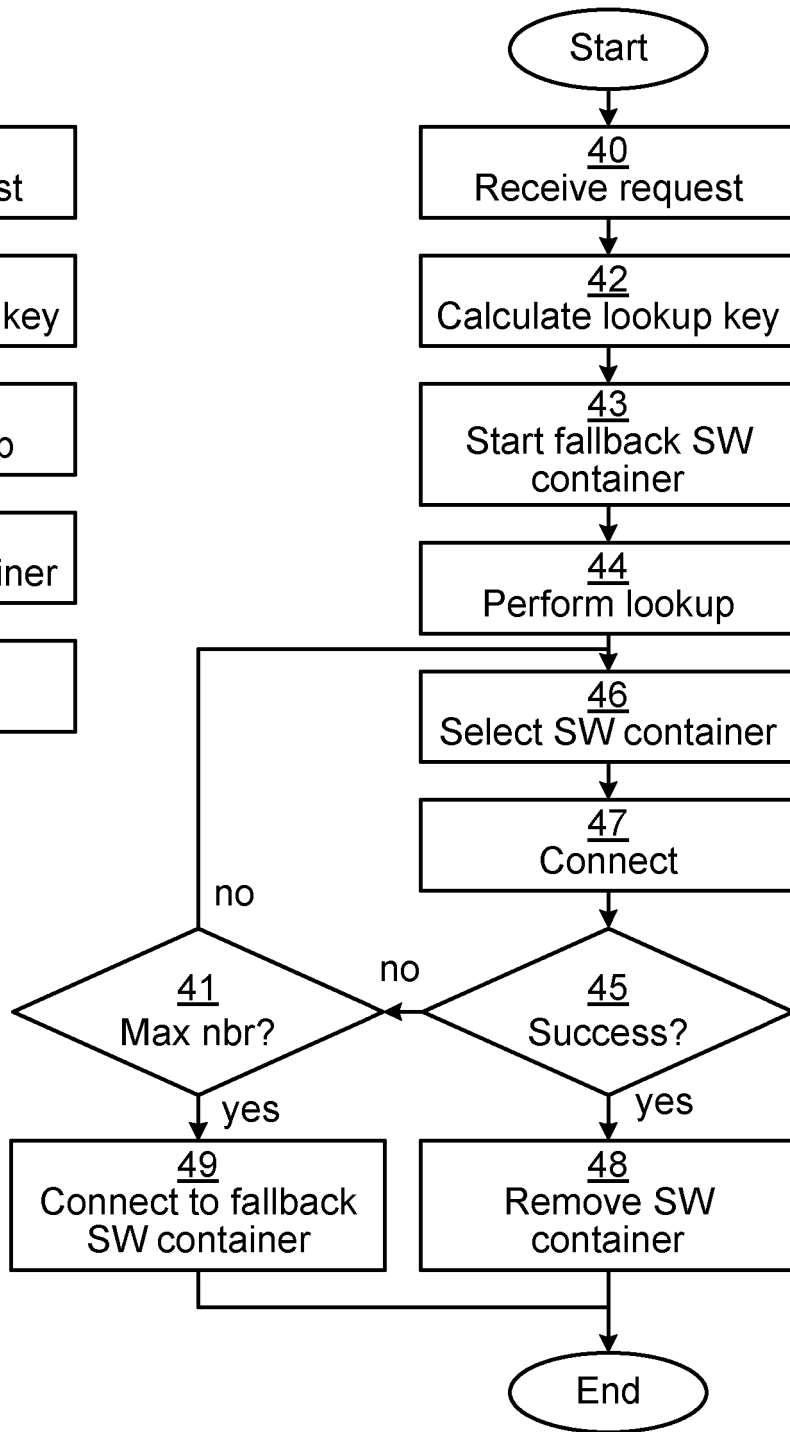 Start
40
Receive request
42
Calculate lookup key
43
Start fallback SW
container
44
Perform lookup
46
Select SW container
47
Connect
45
Success?
no
41
Max nbr?
no
yes
49
Connect to fallback
SW container
yes
48
Remove SW
container
End
st
key
p
iner